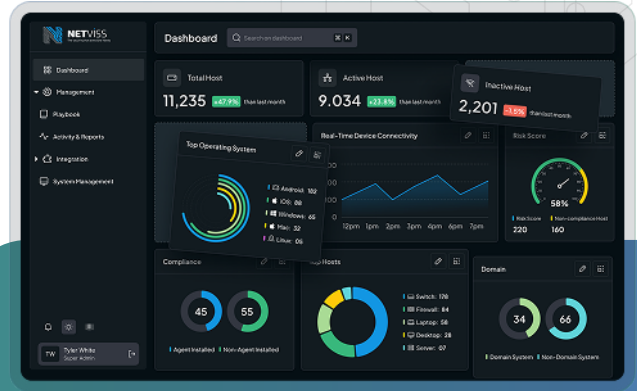 NETVISS
Dashboard
Search on dashboard
⌘ K
Dashboard
Management
Playbook
Activity & Reports
Integration
System Management
TW
Tyler White
Super Admin
Total Host
11,235 +47.9% than last month
Active Host
9.034 +23.8% than last month
Inactive Host
2,201 -1.5% than last month
Top Operating System
Android: 102
iOS: 88
Windows: 65
Mac: 32
Linux: 05
Real-Time Device Connectivity
12pm 1pm 2pm 3pm 4pm 5pm 6pm 7pm
Risk Score
58%
Risk Score Non-compliance Host
220 160
Compliance
45 55
Agent Installed Non-Agent Installed
Hosts
Switch: 178
Firewall: 84
Laptop: 58
Desktop: 28
Server: 07
Domain
34 66
Domain System Non-Domain System